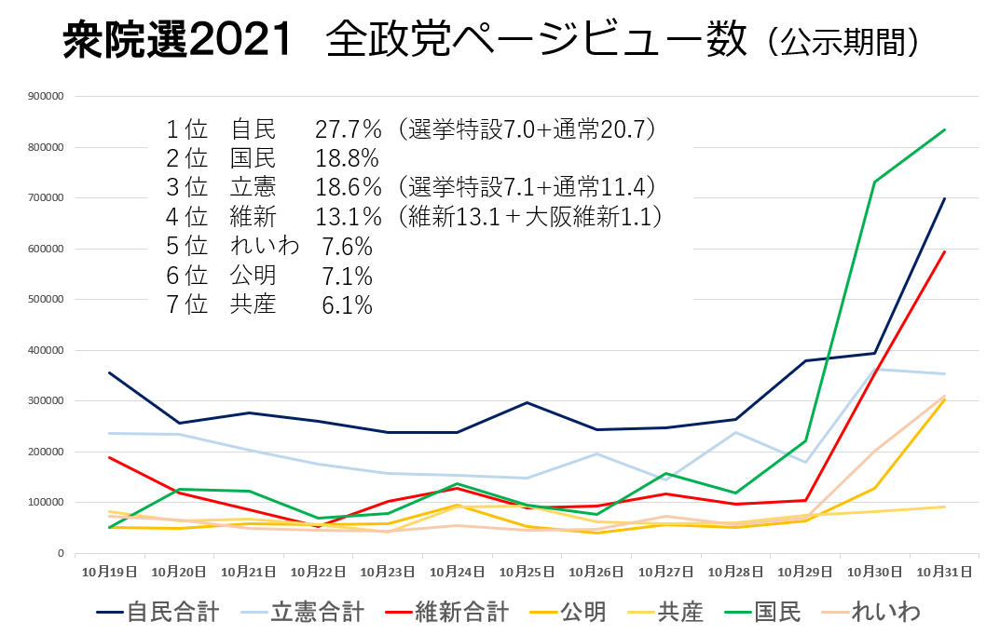 衆院選2021 全政党ページビュー数（公示期間）
900000
800000
700000
600000
500000
400000
300000
200000
100000
0
1位 自民 27.7％（選挙特設7.0+通常20.7）
2位 国民 18.8%
3位 立憲 18.6％（選挙特設7.1+通常11.4）
4位 維新 13.1％（維新13.1＋大阪維新1.1）
5位 れいわ 7.6%
6位 公明 7.1%
7位 共産 6.1%
10月19日 10月20日 10月21日 10月22日 10月23日 10月24日 10月25日 10月26日 10月27日 10月28日 10月29日 10月30日 10月31日
自民合計 立憲合計 維新合計 公明 共産 国民 れいわ